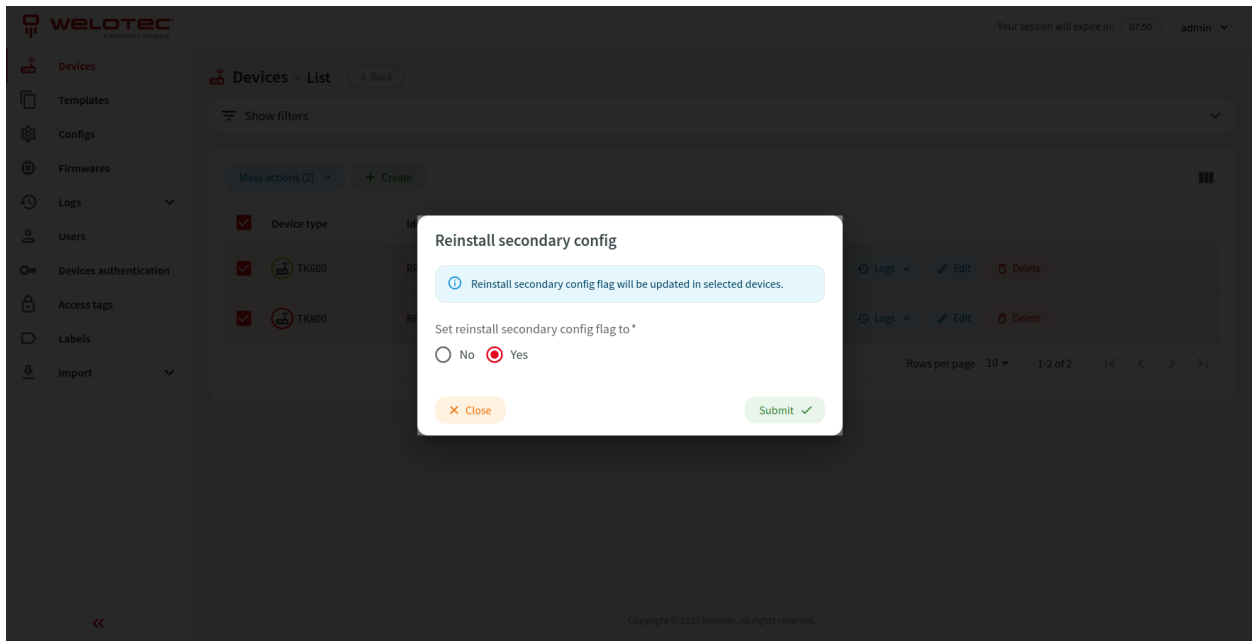 WELOTEC
Your session will expire in: 07:50 admin
Devices
Templates
Configs
Firmwares
Logs
Users
Devices authentication
Access tags
Labels
Import
Devices > List < Back
Show filters
Mass actions (2) + Create
Device type
TK600 Logs Edit Delete
TK800 Logs Edit Delete
Rows per page 10 1-2 of 2
Reinstall secondary config
Reinstall secondary config flag will be updated in selected devices.
Set reinstall secondary config flag to *
No Yes
Close Submit
Copyright © 2023 Welotec. All rights reserved.